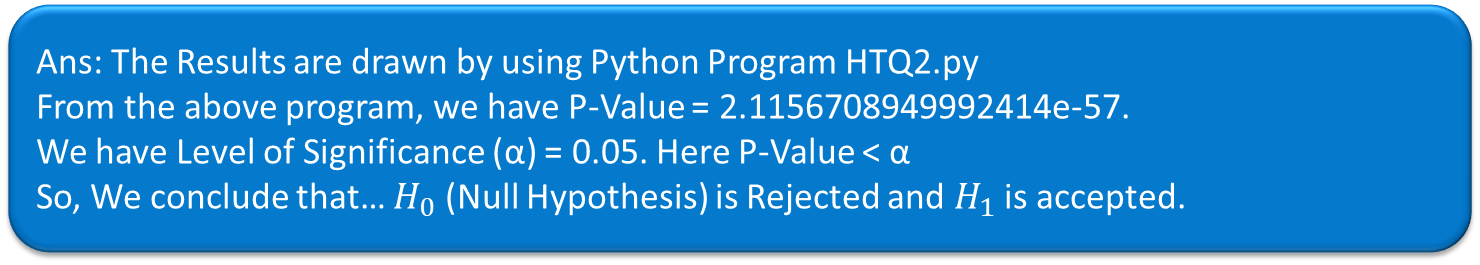 Ans: The Results are drawn by using Python Program HTQ2.py
From the above program, we have P-Value = 2.1156708949992414e-57.
We have Level of Significance (α) = 0.05. Here P-Value < α
So, We conclude that... H₀ (Null Hypothesis) is Rejected and H₁ is accepted.